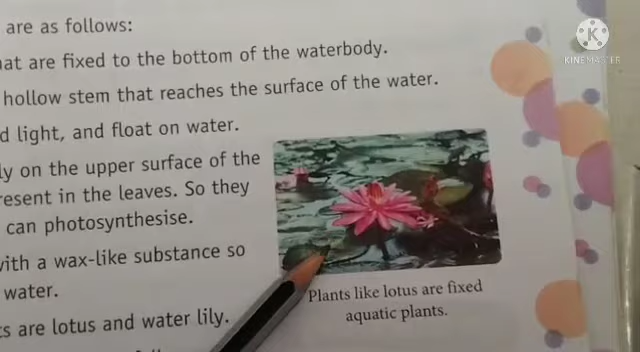 are as follows:
hat are fixed to the bottom of the waterbody.
hollow stem that reaches the surface of the water.
d light, and float on water.
ly on the upper surface of the
resent in the leaves. So they
can photosynthesise.
with a wax-like substance so
water.
ts are lotus and water lily.
Plants like lotus are fixed
aquatic plants.
K
KINEMASTER